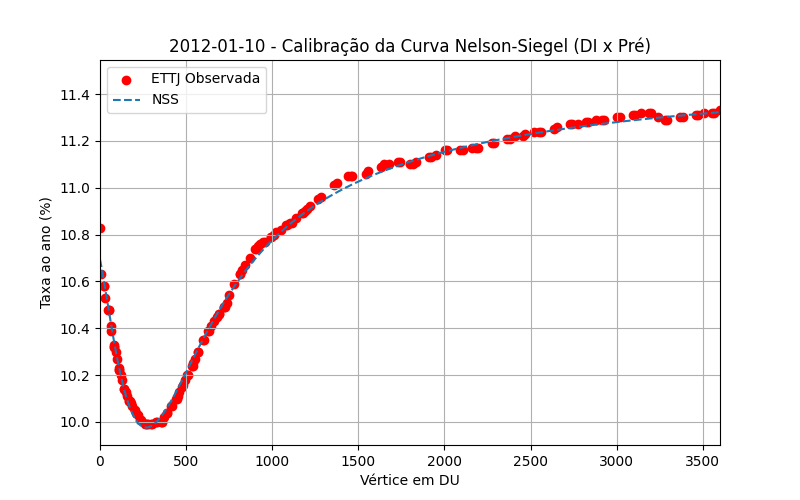 2012-01-10 - Calibração da Curva Nelson-Siegel (DI x Pré)
ETTJ Observada
NSS
Taxa ao ano (%)
11.4
11.2
11.0
10.8
10.6
10.4
10.2
10.0
0 500 1000 1500 2000 2500 3000 3500
Vértice em DU